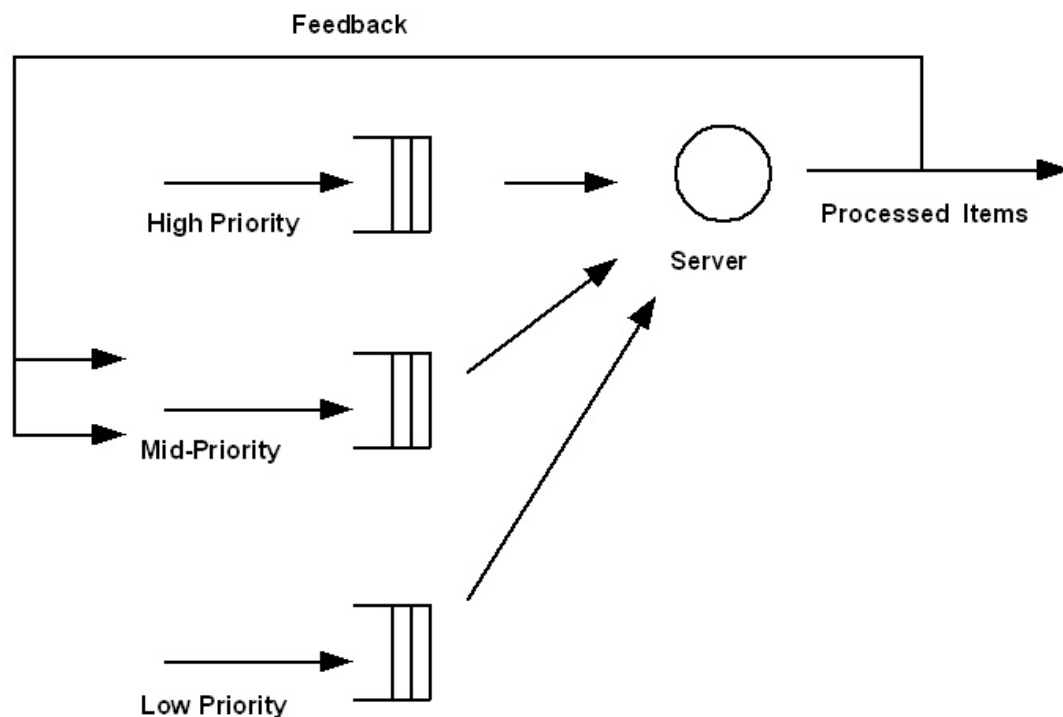 Feedback
High Priority
Server
Processed Items
Mid-Priority
Low Priority